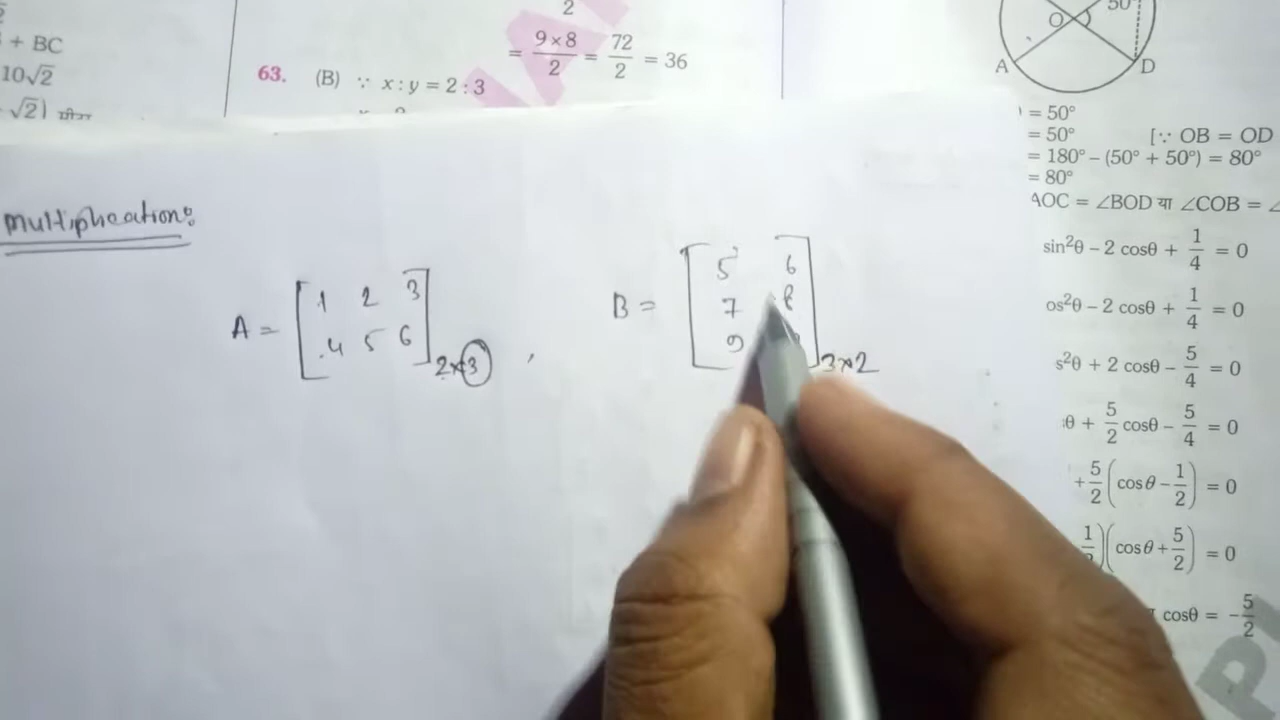 + BC
10√2
√2) मीटर
2
= 9×8/2 = 72/2 = 36
63. (B) ∵ x : y = 2 : 3
O
50°
A
D
= 50°
= 50° [∵ OB = OD
= 180° – (50° + 50°) = 80°
= 80°
AOC = ∠BOD या ∠COB = ∠
sin²θ – 2 cosθ + 1/4 = 0
os²θ – 2 cosθ + 1/4 = 0
s²θ + 2 cosθ – 5/4 = 0
θ + 5/2 cosθ – 5/4 = 0
+ 5/2 (cosθ – 1/2) = 0
(cosθ + 5/2) = 0
cosθ = – 5/2
Multiplication:
A = [1 2 3
4 5 6] 2×3 ,
B = [5 6
7 8
9 ] 3×2